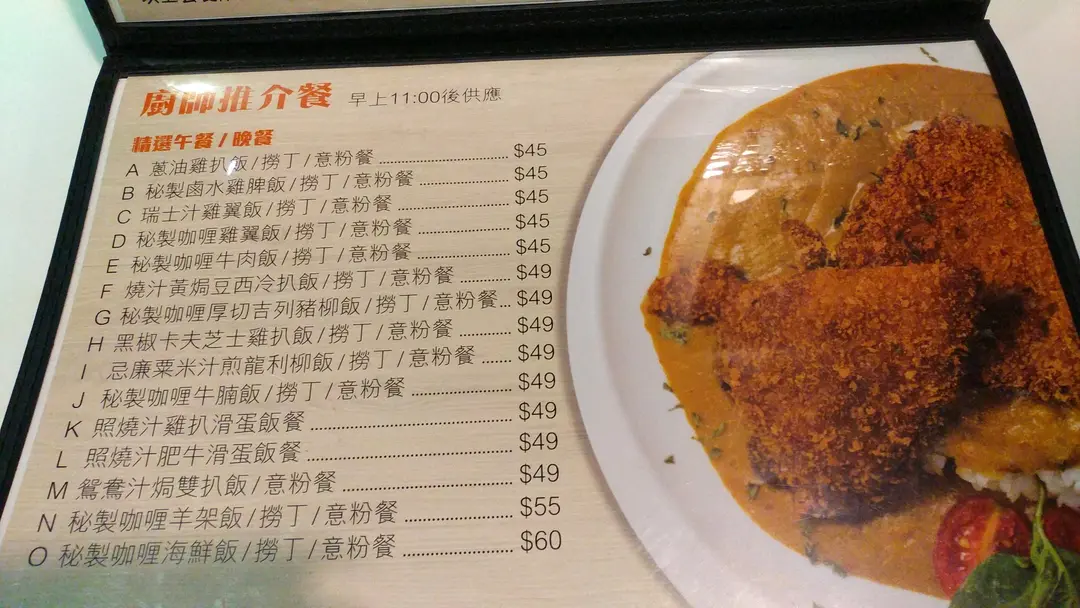 廚師推介餐 早上11:00後供應
精選午餐/晚餐
A 蔥油雞扒飯/撈丁/意粉餐 $45
B 秘製鹵水雞脾飯/撈丁/意粉餐 $45
C 瑞士汁雞翼飯/撈丁/意粉餐 $45
D 秘製咖喱雞翼飯/撈丁/意粉餐 $45
E 秘製咖喱牛肉飯/撈丁/意粉餐 $45
F 燒汁黃焗豆西冷扒飯/撈丁/意粉餐 $49
G 秘製咖喱厚切吉列豬柳飯/撈丁/意粉餐 $49
H 黑椒卡夫芝士雞扒飯/撈丁/意粉餐 $49
I 忌廉粟米汁煎龍利柳飯/撈丁/意粉餐 $49
J 秘製咖喱牛腩飯/撈丁/意粉餐 $49
K 照燒汁雞扒滑蛋飯餐 $49
L 照燒汁肥牛滑蛋飯餐 $49
M 鴛鴦汁焗雙扒飯/意粉餐 $49
N 秘製咖喱羊架飯/撈丁/意粉餐 $55
O 秘製咖喱海鮮飯/撈丁/意粉餐 $60